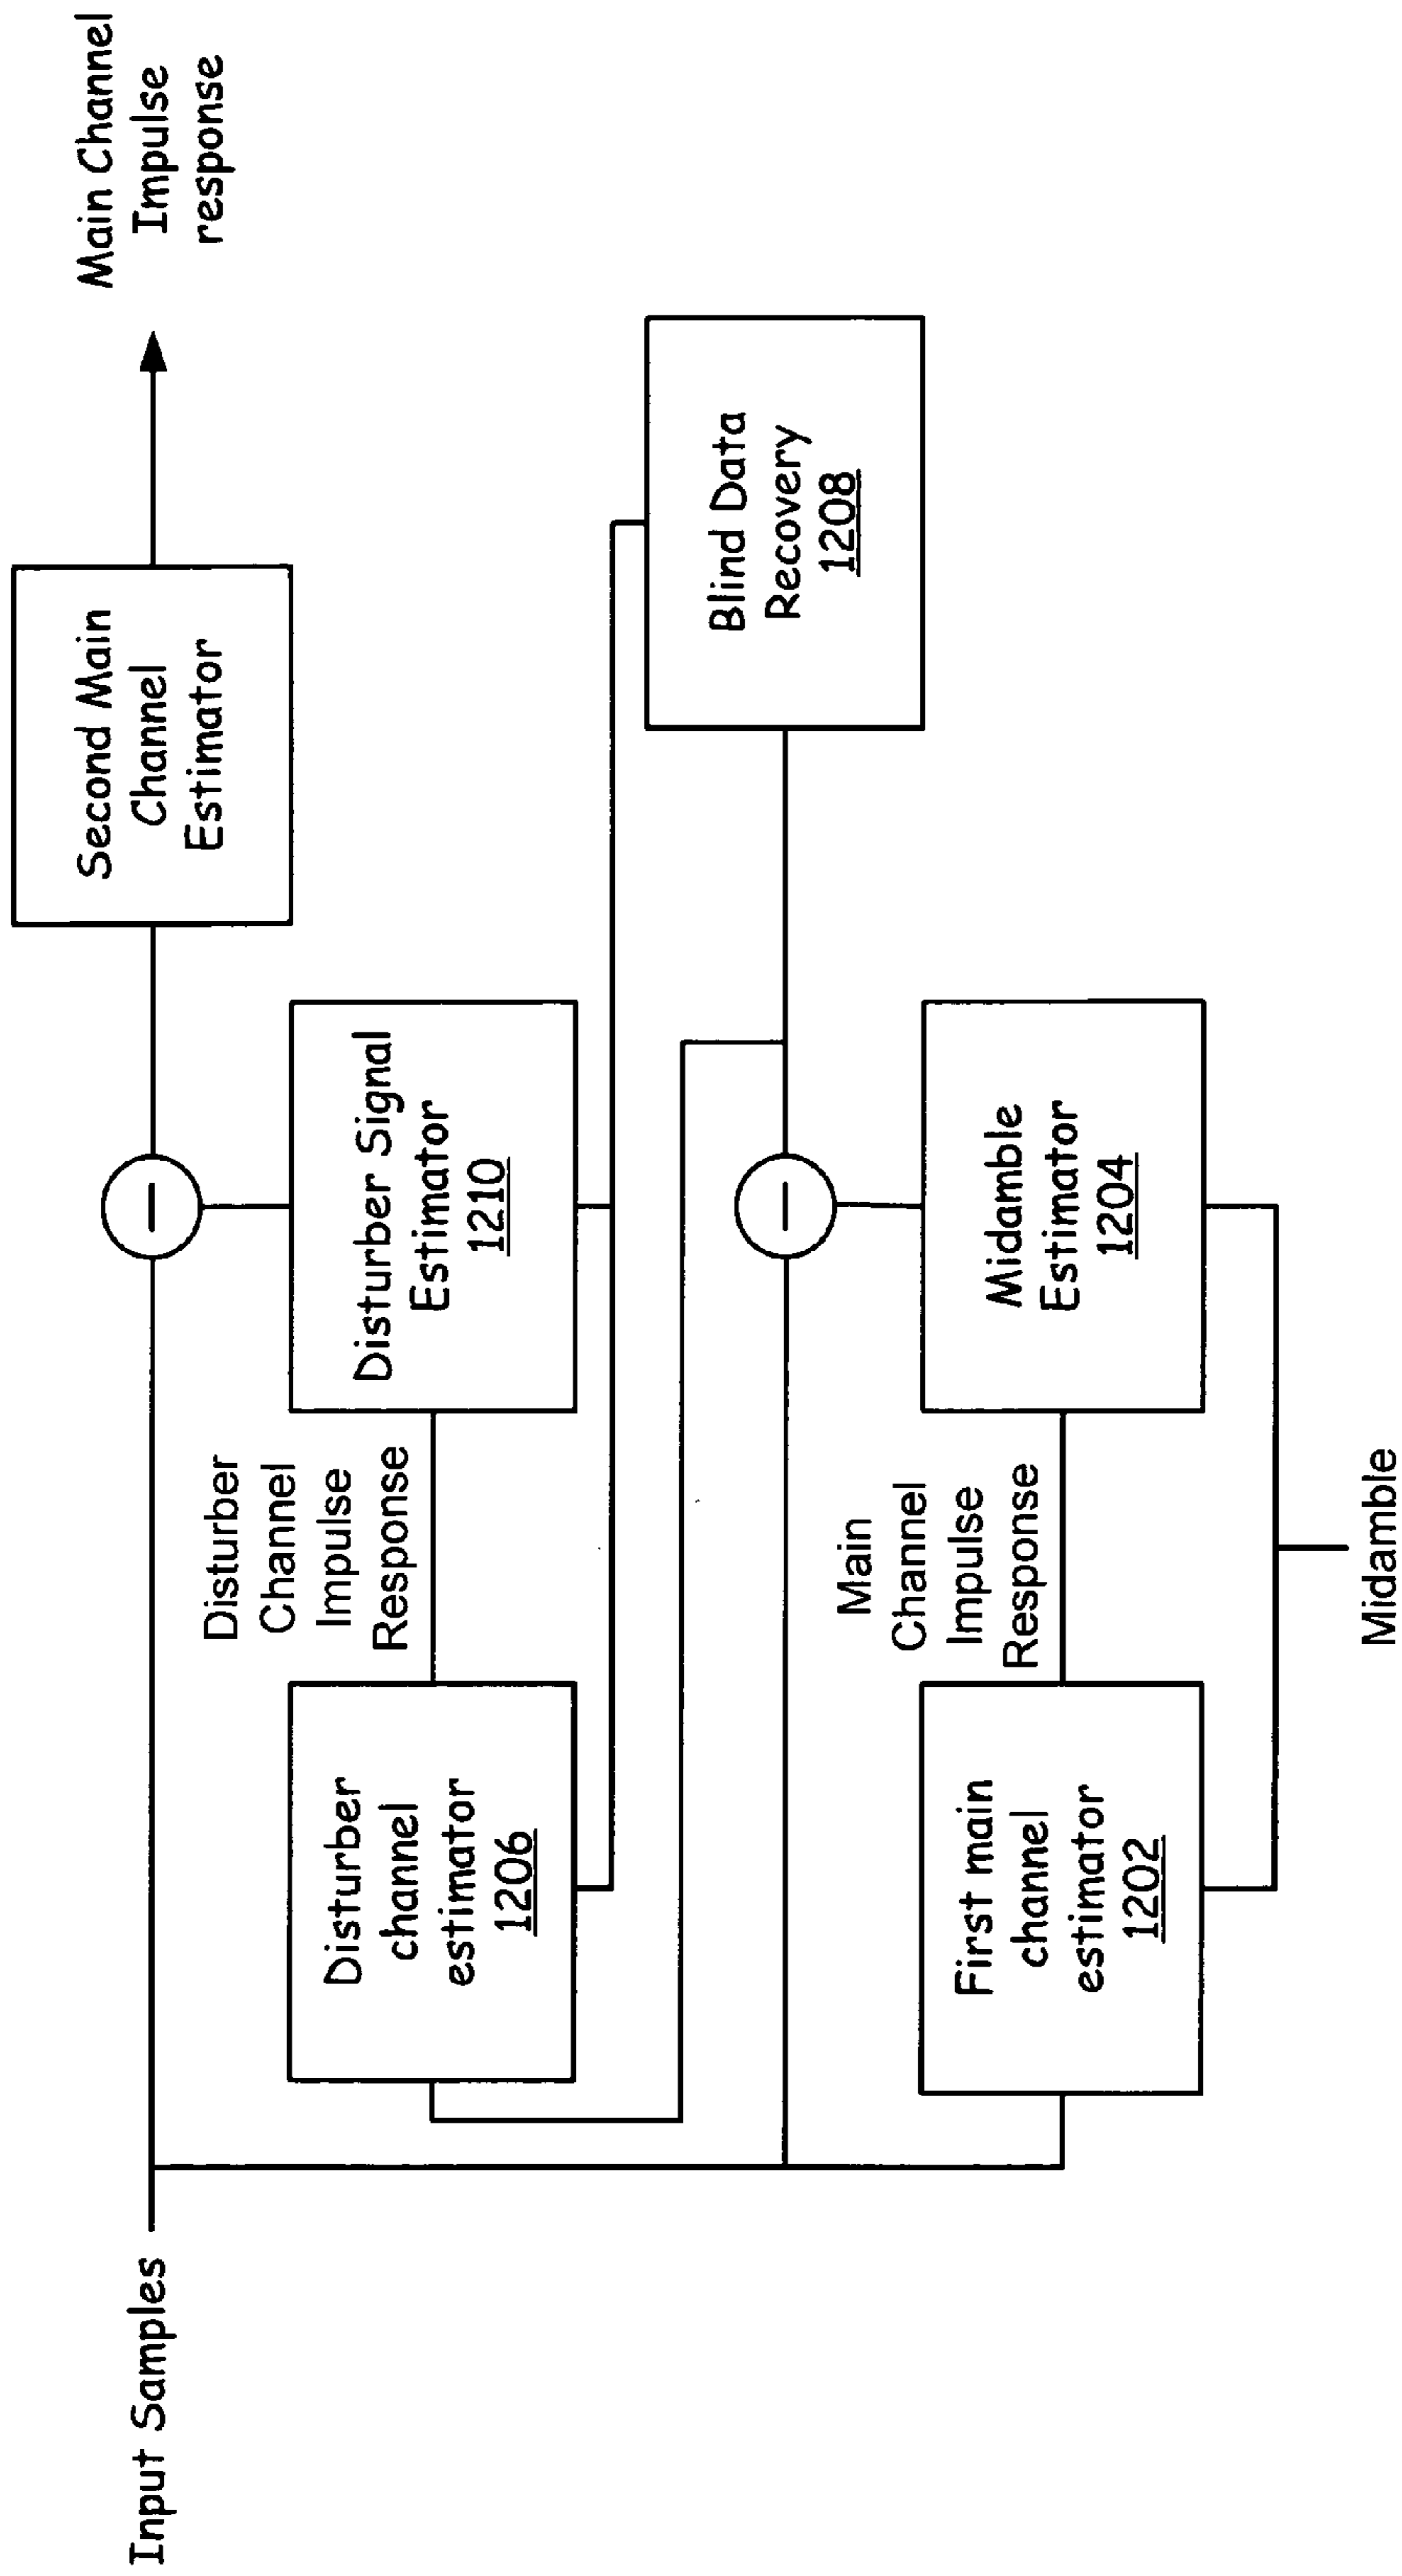 Input Samples
Main Channel
Impulse
response
Second Main
Channel
Estimator
Disturber
channel
estimator
1206
Disturber
Channel
Impulse
Response
Disturber Signal
Estimator
1210
Blind Data
Recovery
1208
First main
channel
estimator
1202
Main
Channel
Impulse
Response
Midamble
Estimator
1204
Midamble